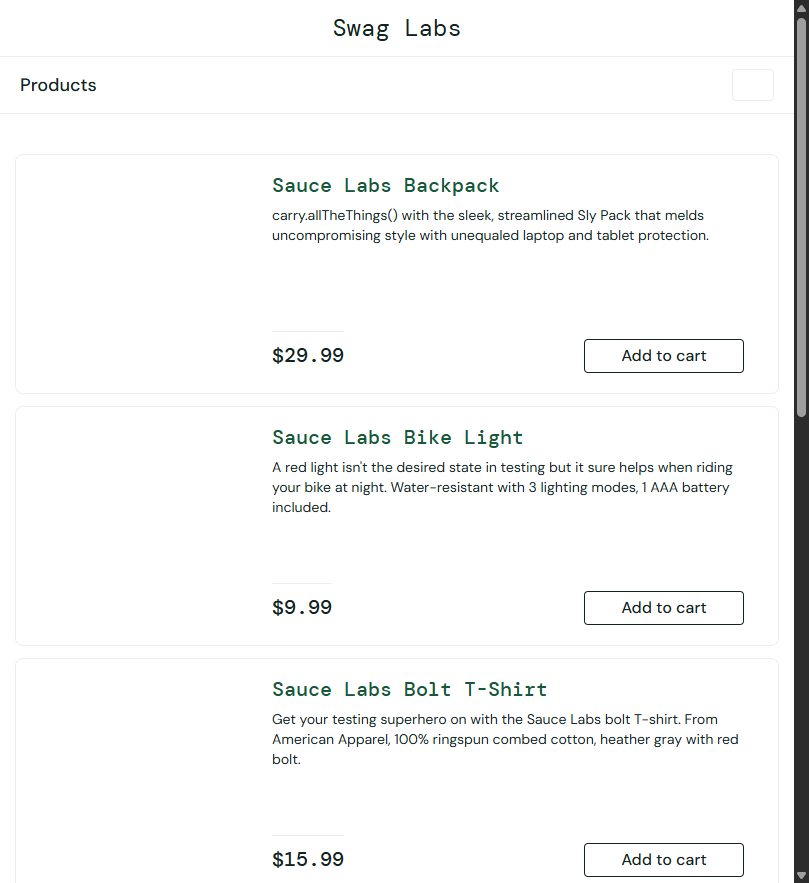 Swag Labs
Products
Sauce Labs Backpack
carry.allTheThings() with the sleek, streamlined Sly Pack that melds
uncompromising style with unequaled laptop and tablet protection.
$29.99
Add to cart
Sauce Labs Bike Light
A red light isn't the desired state in testing but it sure helps when riding
your bike at night. Water-resistant with 3 lighting modes, 1 AAA battery
included.
$9.99
Add to cart
Sauce Labs Bolt T-Shirt
Get your testing superhero on with the Sauce Labs bolt T-shirt. From
American Apparel, 100% ringspun combed cotton, heather gray with red
bolt.
$15.99
Add to cart